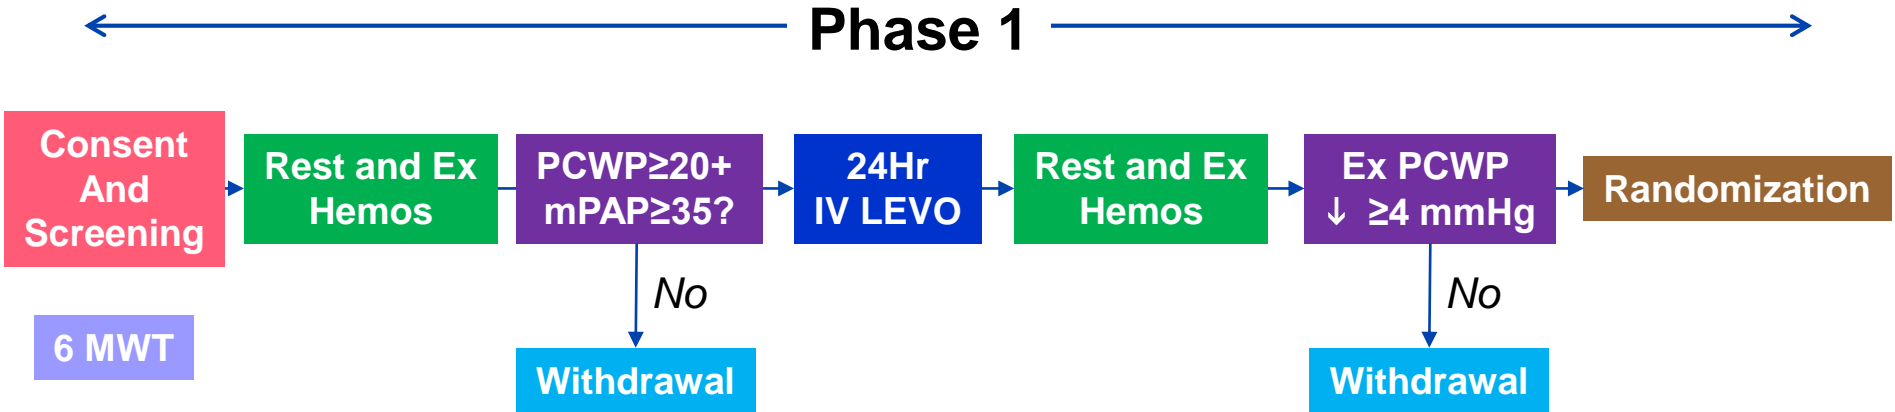 Phase 1
Consent
And
Screening
Rest and Ex
Hemos
PCWP≥20+
mPAP≥35?
24Hr
IV LEVO
Rest and Ex
Hemos
Ex PCWP
↓ ≥4 mmHg
Randomization
No
No
6 MWT
Withdrawal
Withdrawal